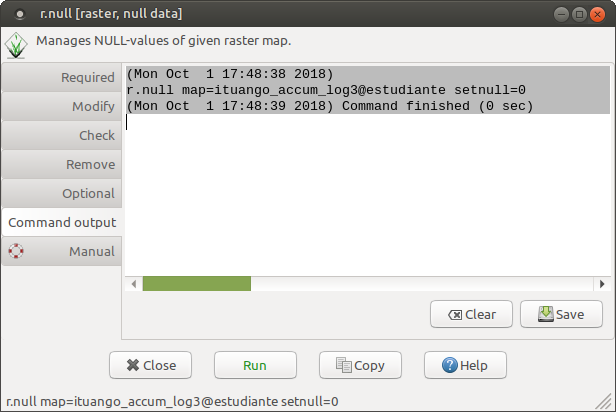 r.null [raster, null data]
Manages NULL-values of given raster map.
Required
Modify
Check
Remove
Optional
Command output
Manual
(Mon Oct  1 17:48:38 2018)
r.null map=ituango_accum_log3@estudiante setnull=0
(Mon Oct  1 17:48:39 2018) Command finished (0 sec)
Clear
Save
Close
Run
Copy
Help
r.null map=ituango_accum_log3@estudiante setnull=0